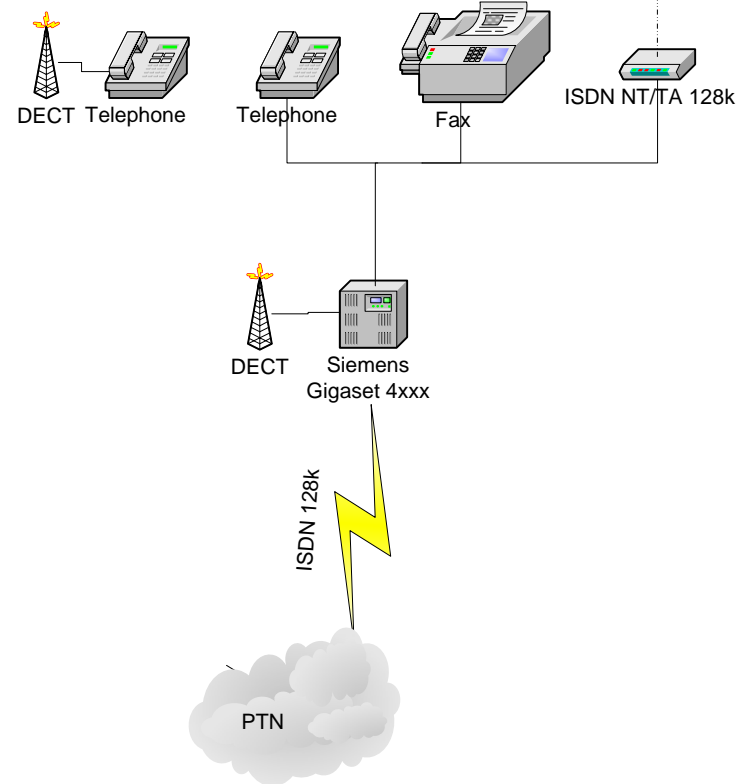 DECT
Telephone
Telephone
Fax
ISDN NT/TA 128k
DECT
Siemens
Gigaset 4xxx
ISDN 128k
PTN